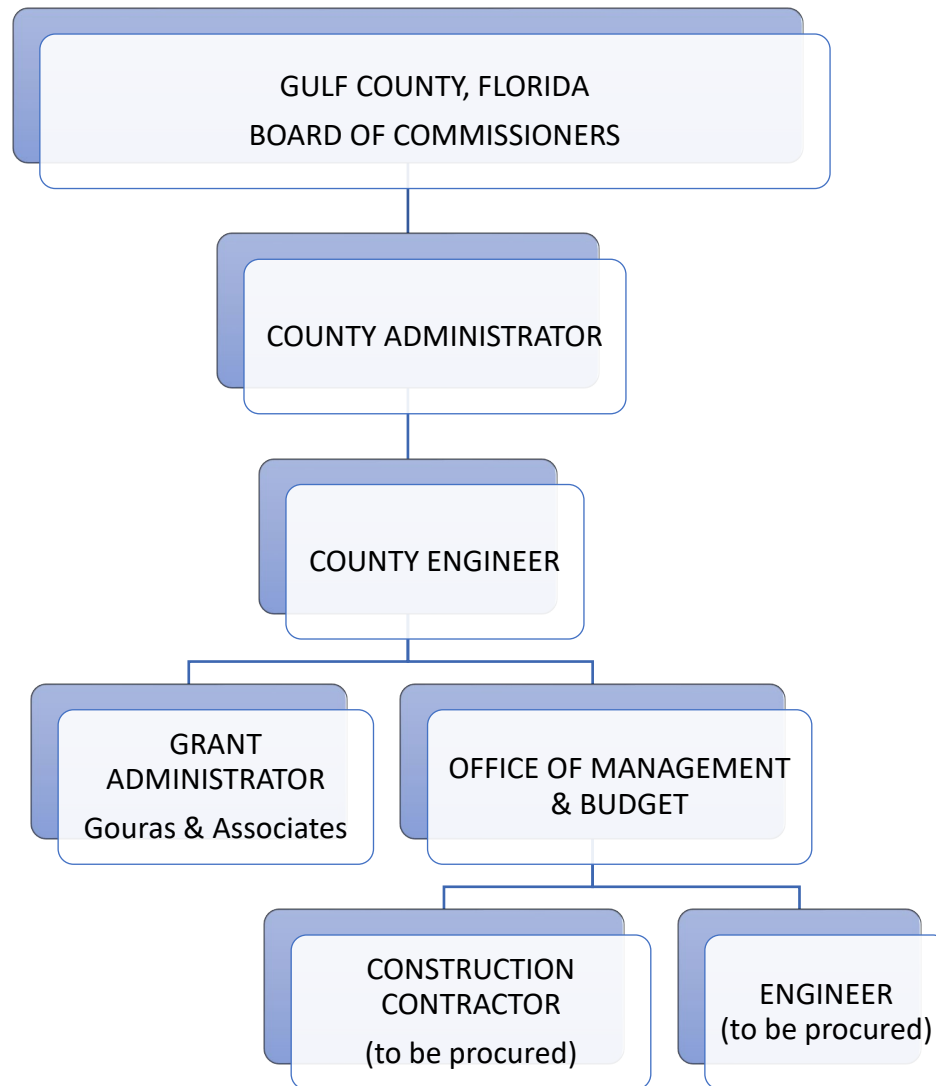 GULF COUNTY, FLORIDA
BOARD OF COMMISSIONERS
COUNTY ADMINISTRATOR
COUNTY ENGINEER
GRANT
ADMINISTRATOR
Gouras & Associates
OFFICE OF MANAGEMENT
& BUDGET
CONSTRUCTION
CONTRACTOR
(to be procured)
ENGINEER
(to be procured)